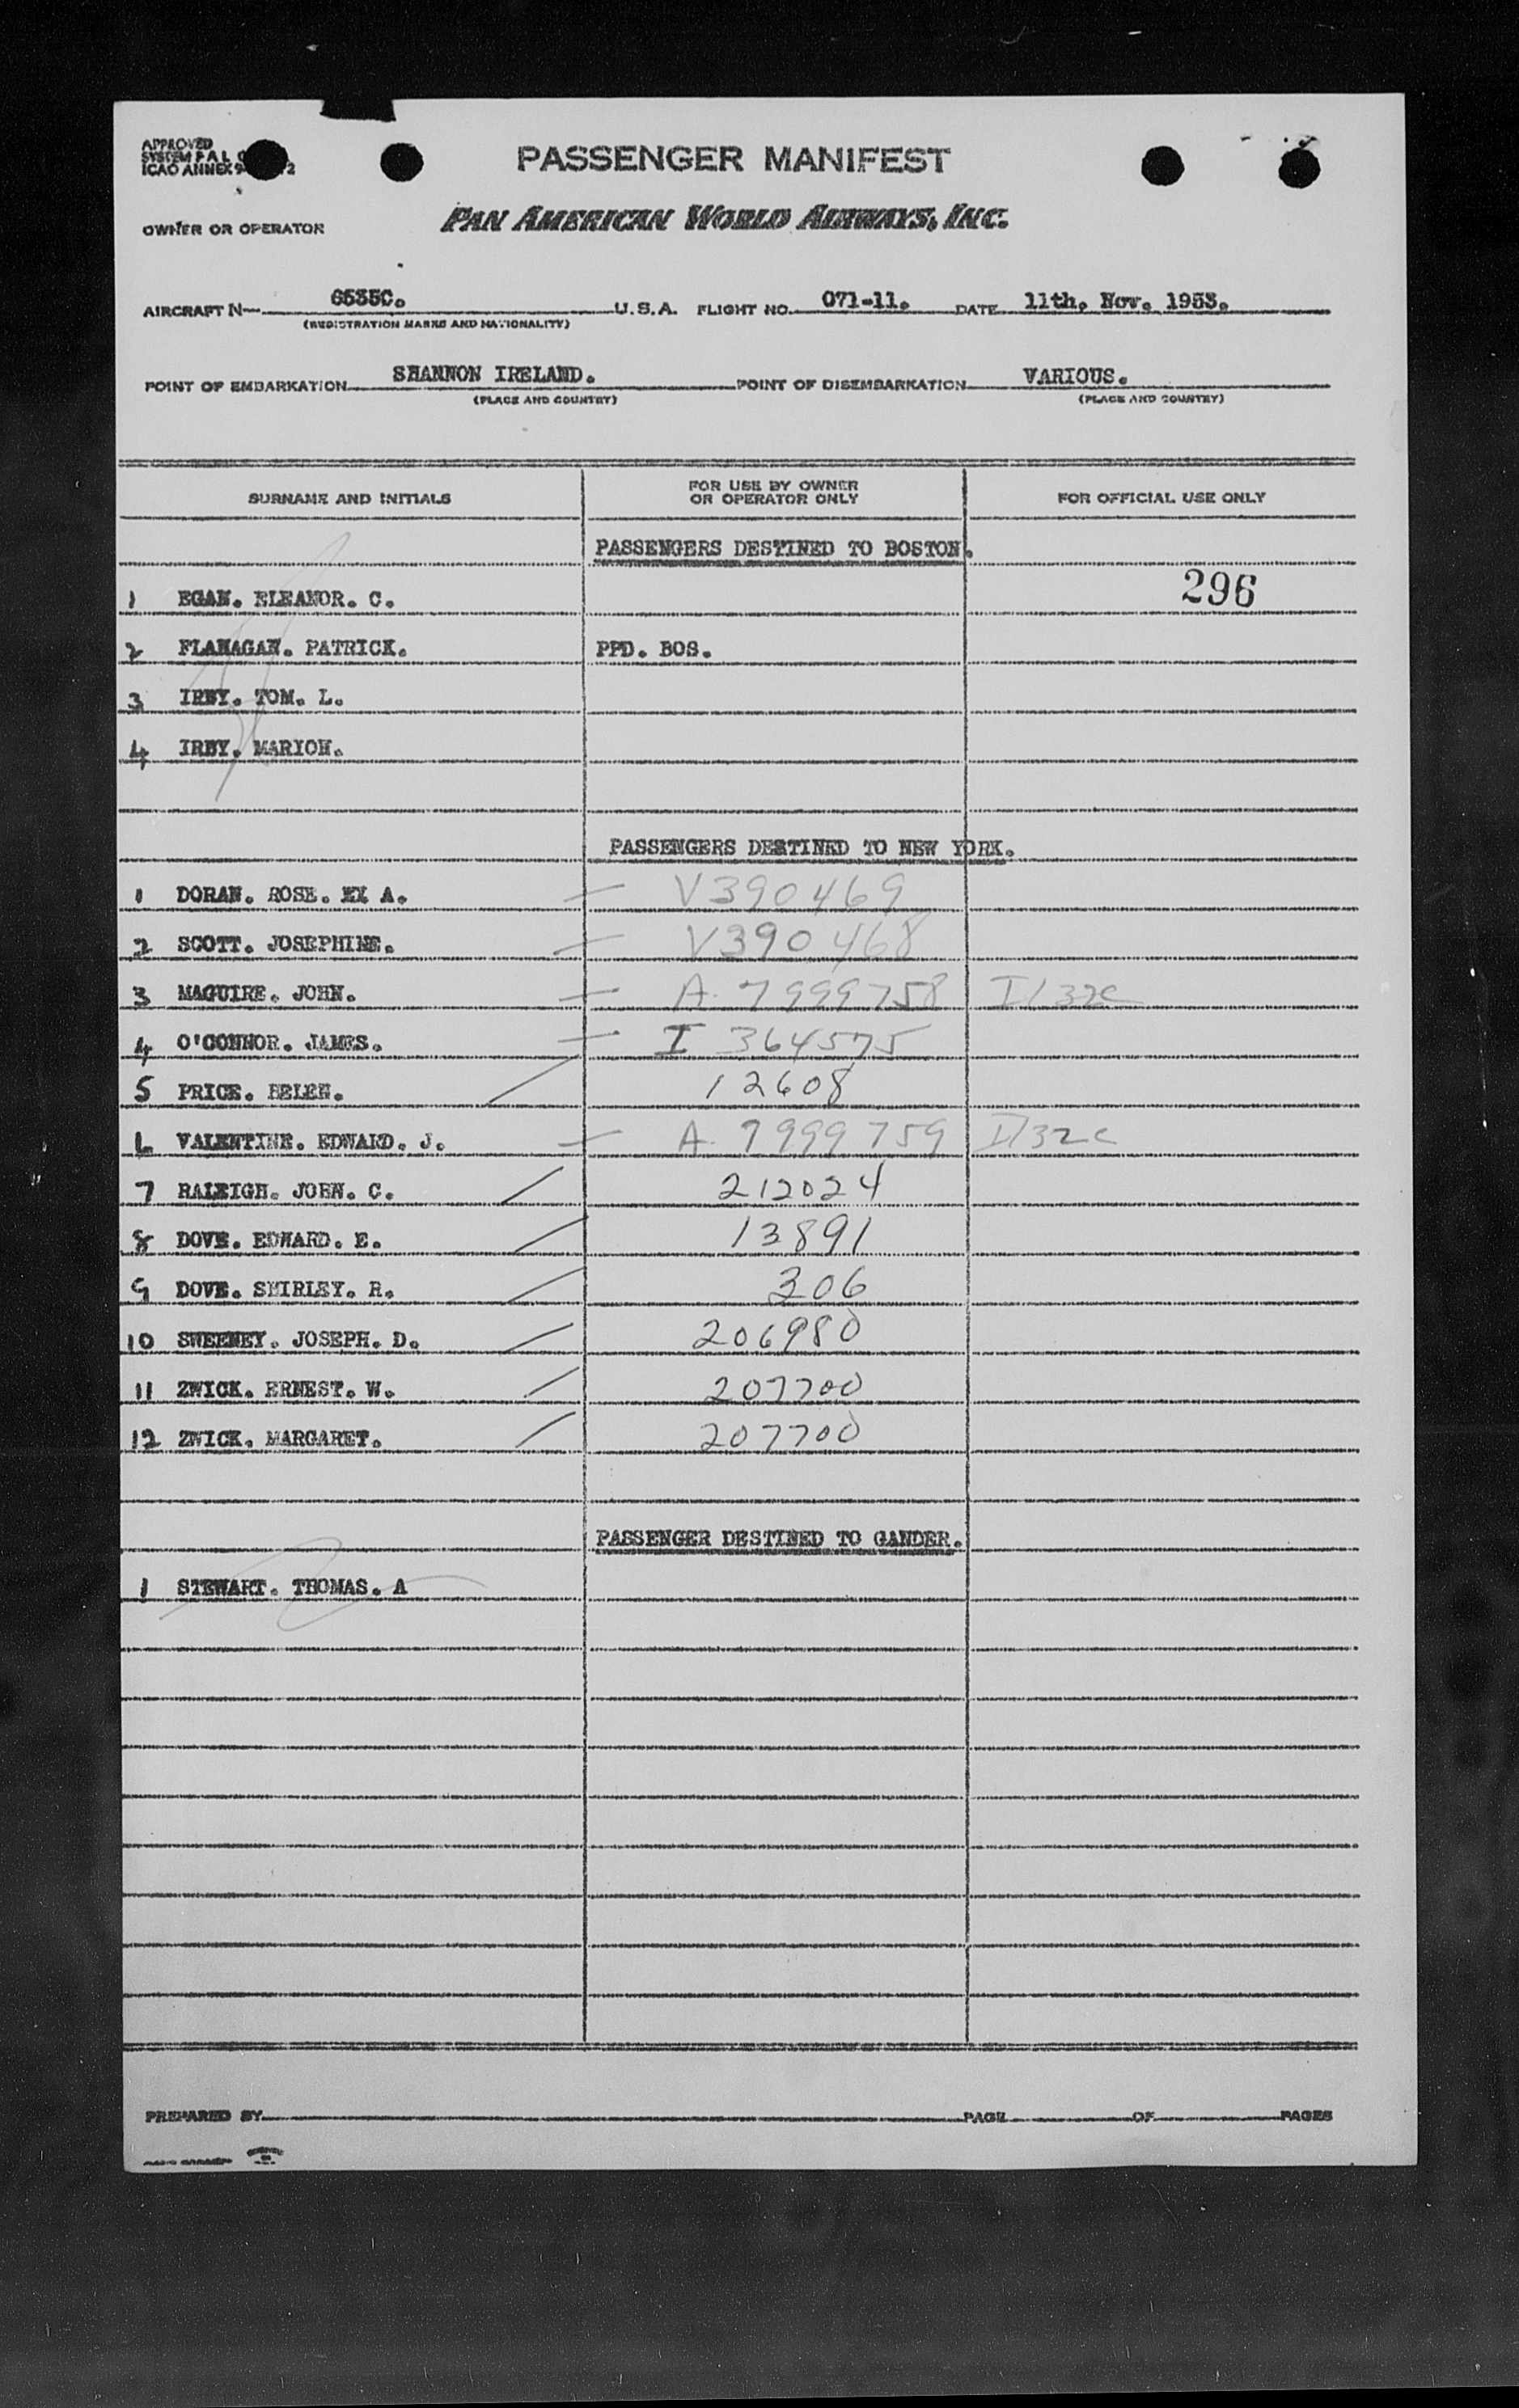 APPROVED
SYSTEM F A L
ICAO ANNEX 9
PASSENGER MANIFEST
OWNER OR OPERATOR PAN AMERICAN WORLD AIRWAYS, INC.
AIRCRAFT N- 6535C. U.S.A. FLIGHT NO. 071-11. DATE 11th. Nov. 1953.
(REGISTRATION MARKS AND NATIONALITY)
POINT OF EMBARKATION SHANNON IRELAND. POINT OF DISEMBARKATION VARIOUS.
(PLACE AND COUNTRY) (PLACE AND COUNTRY)
SURNAME AND INITIALS FOR USE BY OWNER OR OPERATOR ONLY FOR OFFICIAL USE ONLY
PASSENGERS DESTINED TO BOSTON.
1 EGAN. ELEANOR. C. 296
2 FLANAGAN. PATRICK. PPD. BOS.
3 IRBY. TOM. L.
4 IRBY. MARION.
PASSENGERS DESTINED TO NEW YORK.
1 DORAN. ROSE. A. V390469
2 SCOTT. JOSEPHINE. V390468
3 MAGUIRE. JOHN. A. 7999758 I/32c
4 O'CONNOR. JAMES. I 364575
5 PRICE. HELEN. 12608
6 VALENTINE. EDWARD. J. A. 7999759 I/32c
7 RALEIGH. JOHN. C. 212024
8 DOVE. EDWARD. E. 13891
9 DOVE. SHIRLEY. R. 306
10 SWEENEY. JOSEPH. D. 206980
11 ZWICK. ERNEST. W. 207700
12 ZWICK. MARGARET. 207700
PASSENGER DESTINED TO GANDER.
1 STEWART. THOMAS. A
PREPARED BY PAGE OF PAGES